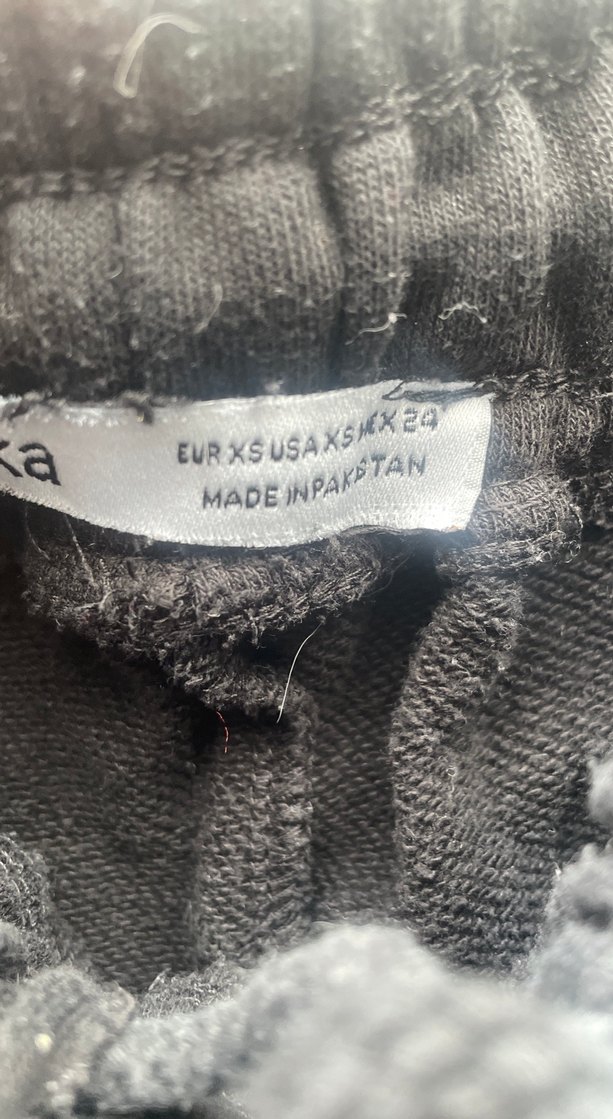 ka
EUR XS USA XS MEX 24
MADE IN PAKISTAN